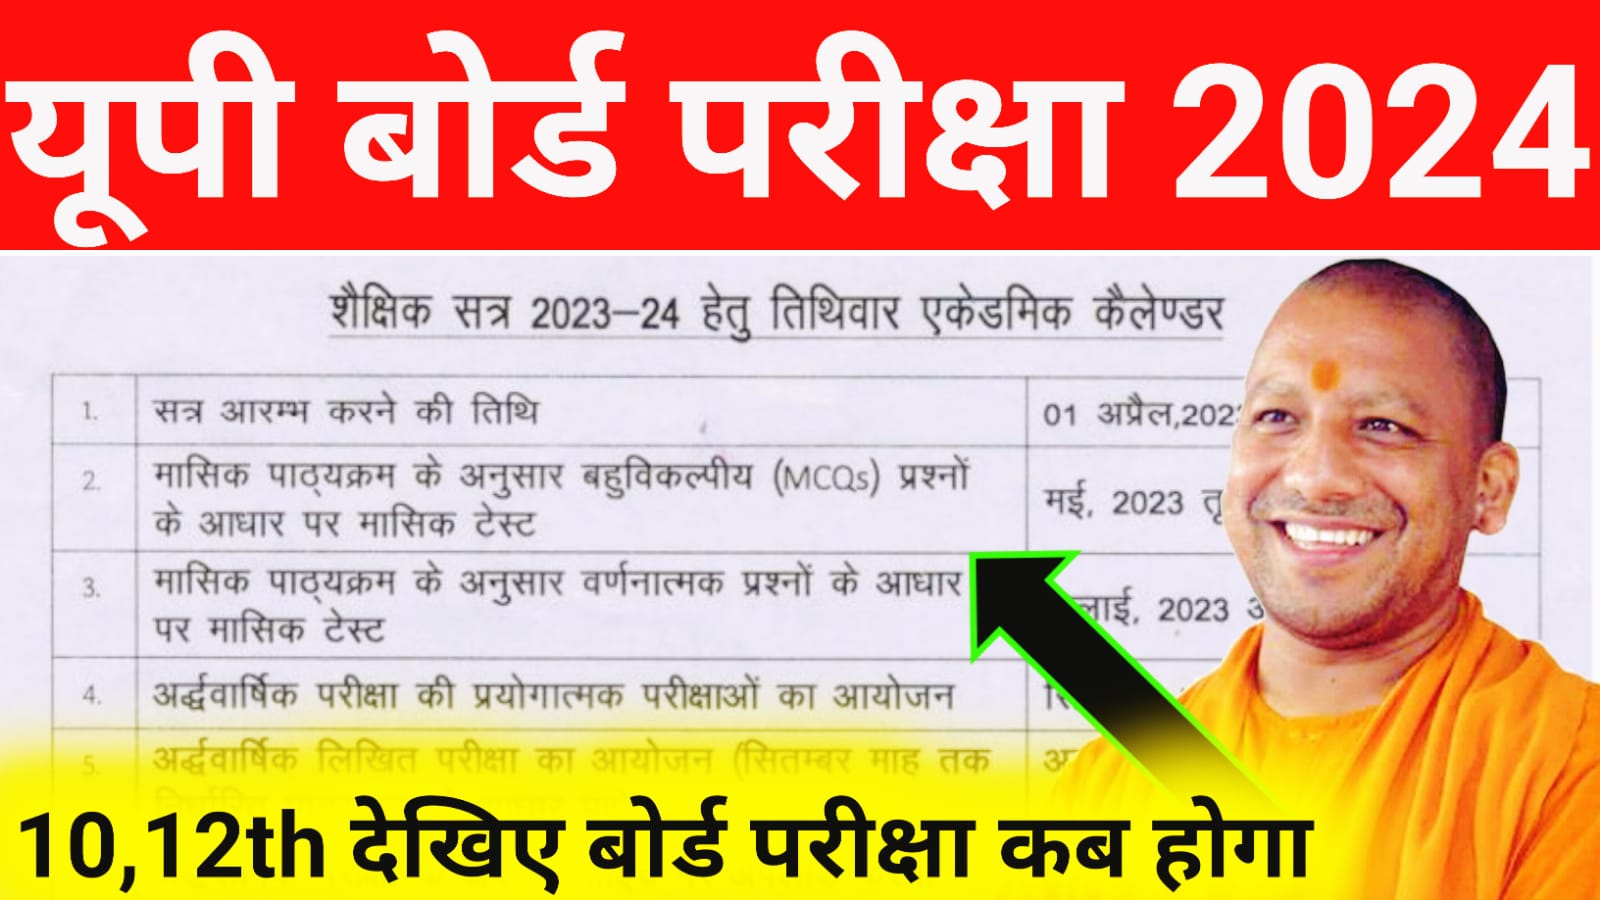 यूपी बोर्ड परीक्षा 2024
शैक्षिक सत्र 2023–24 हेतु तिथिवार एकेडमिक कैलेण्डर
1. सत्र आरम्भ करने की तिथि 01 अप्रैल,202
2. मासिक पाठ्यक्रम के अनुसार बहुविकल्पीय (MCQs) प्रश्नों
के आधार पर मासिक टेस्ट
मई, 2023 तृ
3. मासिक पाठ्यक्रम के अनुसार वर्णनात्मक प्रश्नों के आधार
पर मासिक टेस्ट
लाई, 2023 अ
4. अर्द्धवार्षिक परीक्षा की प्रयोगात्मक परीक्षाओं का आयोजन
5. अर्द्धवार्षिक लिखित परीक्षा का आयोजन (सितम्बर माह तक
10,12th देखिए बोर्ड परीक्षा कब होगा